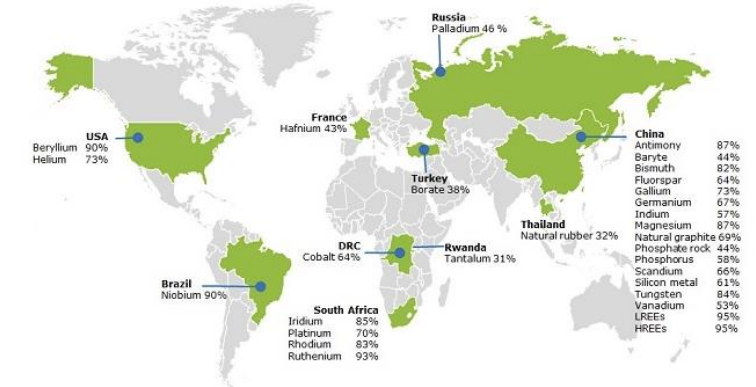 Russia
Palladium 46 %
France
Hafnium 43%
USA
Beryllium 90%
Helium 73%
China
Antimony 87%
Baryte 44%
Bismuth 82%
Fluorspar 64%
Gallium 73%
Germanium 67%
Indium 57%
Magnesium 87%
Natural graphite 69%
Phosphate rock 44%
Phosphorus 58%
Scandium 66%
Silicon metal 61%
Tungsten 84%
Vanadium 53%
LREEs 95%
HREEs 95%
Turkey
Borate 38%
Thailand
Natural rubber 32%
DRC
Cobalt 64%
Rwanda
Tantalum 31%
Brazil
Niobium 90%
South Africa
Iridium 85%
Platinum 70%
Rhodium 83%
Ruthenium 93%